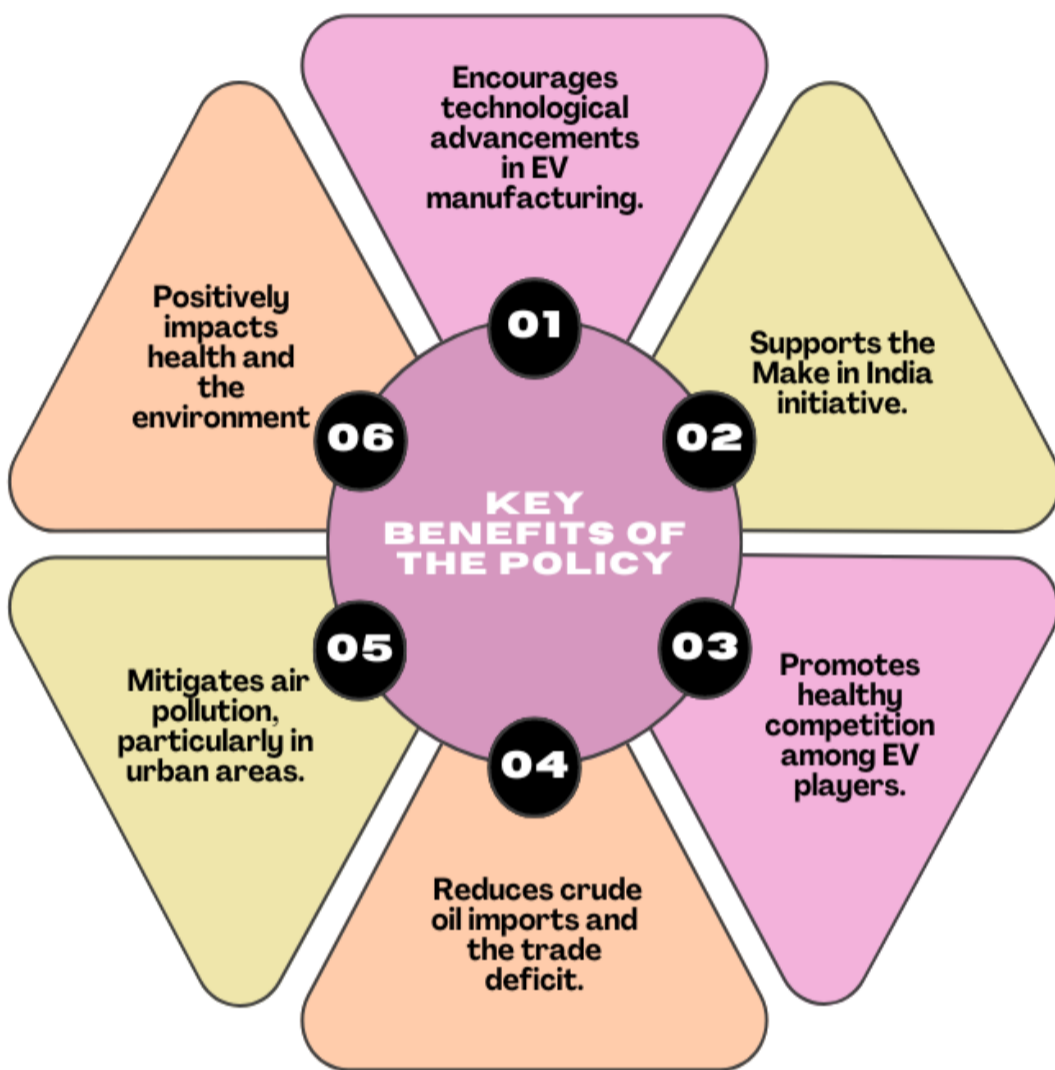 KEY
BENEFITS OF
THE POLICY
01
Encourages
technological
advancements
in EV
manufacturing.
02
Supports the
Make in India
initiative.
03
Promotes
healthy
competition
among EV
players.
04
Reduces crude
oil imports and
the trade
deficit.
05
Mitigates air
pollution,
particularly in
urban areas.
06
Positively
impacts
health and
the
environment